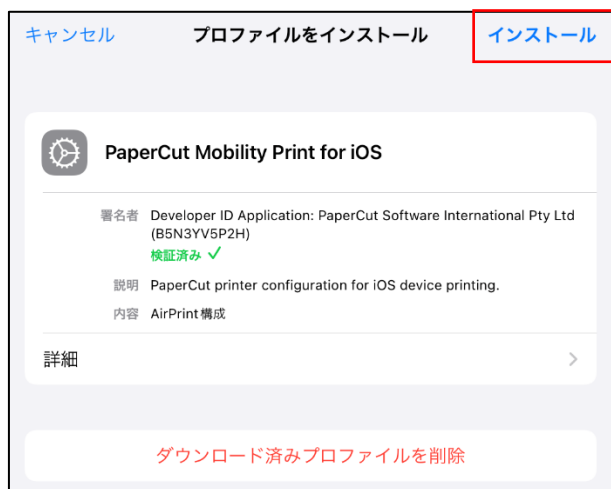 キャンセル プロファイルをインストール インストール
PaperCut Mobility Print for iOS
署名者 Developer ID Application: PaperCut Software International Pty Ltd
(B5N3YV5P2H)
検証済み ✓
説明 PaperCut printer configuration for iOS device printing.
内容 AirPrint構成
詳細
ダウンロード済みプロファイルを削除